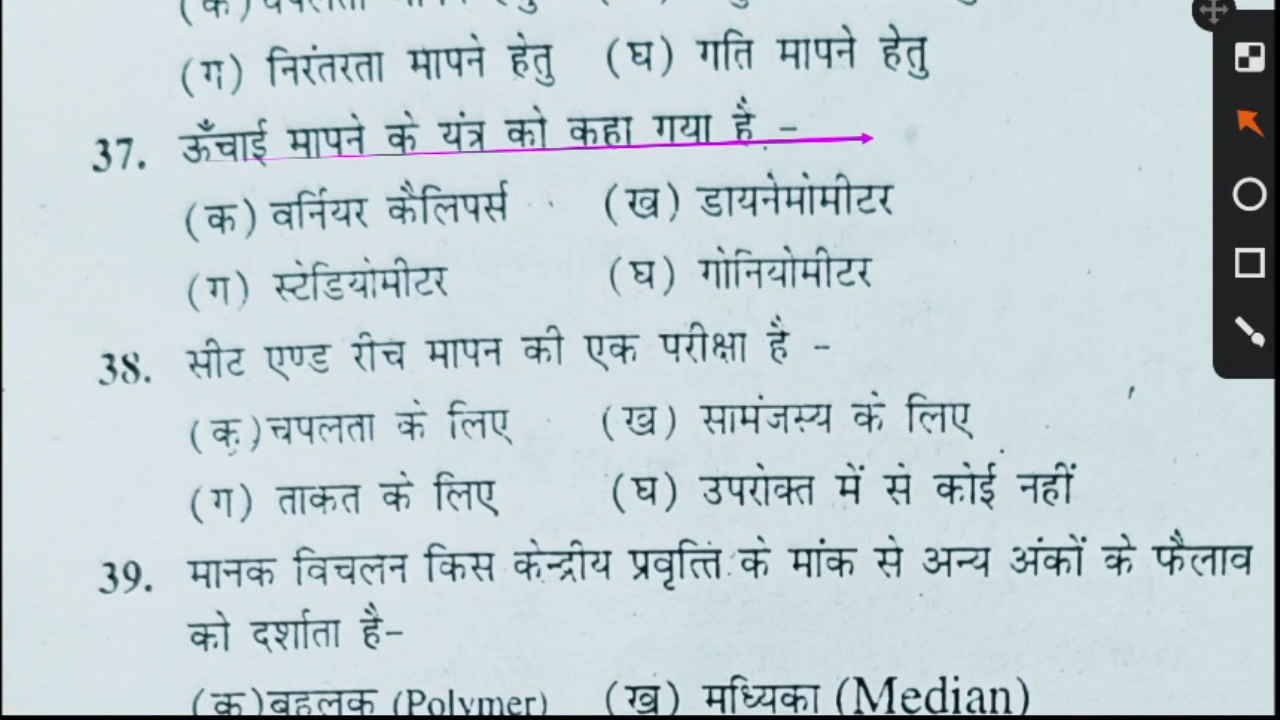 (ग) निरंतरता मापने हेतु (घ) गति मापने हेतु
37. ऊँचाई मापने के यंत्र को कहा गया है -
(क) वर्नियर कैलिपर्स (ख) डायनेमोमीटर
(ग) स्टेडियोमीटर (घ) गोनियोमीटर
38. सीट एण्ड रीच मापन की एक परीक्षा है -
(क) चपलता के लिए (ख) सामंजस्य के लिए
(ग) ताकत के लिए (घ) उपरोक्त में से कोई नहीं
39. मानक विचलन किस केन्द्रीय प्रवृत्ति के मांक से अन्य अंकों के फैलाव
को दर्शाता है-
(क) बहुलक (Polymer) (ख) मध्यिका (Median)